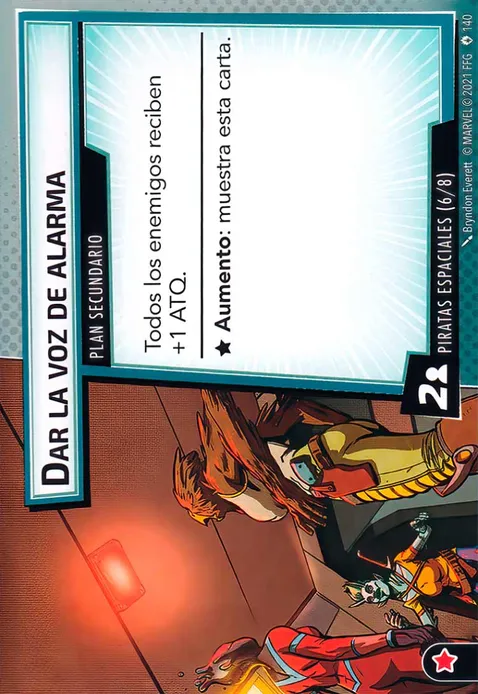 DAR LA VOZ DE ALARMA
PLAN SECUNDARIO
Todos los enemigos reciben
+1 ATQ.
★ Aumento: muestra esta carta.
2
PIRATAS ESPACIALES (6/8)
Bryndon Everett © MARVEL © 2021 FFG 140